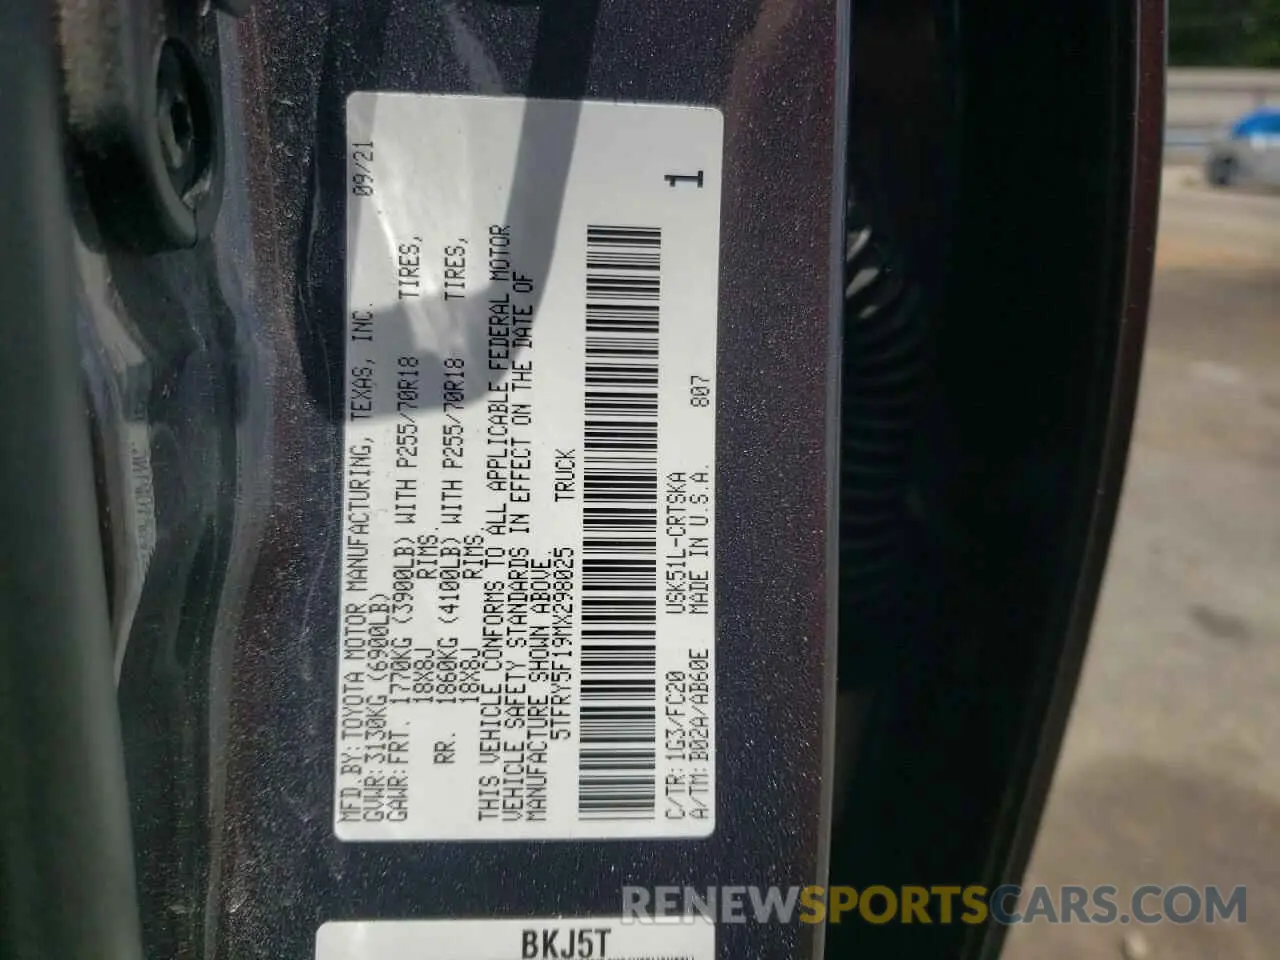 MFD.BY:TOYOTA MOTOR MANUFACTURING, TEXAS, INC. 09/21
GVWR:3130KG (6900LB)
GAWR:FRT. 1770KG (3900LB) WITH P255/70R18 TIRES,
18X8J RIMS.
RR. 1860KG (4100LB) WITH P255/70R18 TIRES,
18X8J RIMS
THIS VEHICLE CONFORMS TO ALL APPLICABLE FEDERAL MOTOR
VEHICLE SAFETY STANDARDS IN EFFECT ON THE DATE OF
MANUFACTURE SHOWN ABOVE.
5TFRY5F19MX298025 TRUCK
C/TR:1G3/FC20 USK51L-CRTSKA 1
A/TM:B02A/AB60E MADE IN U.S.A. 807
BKJ5T
RENEWSPORTSCARS.COM